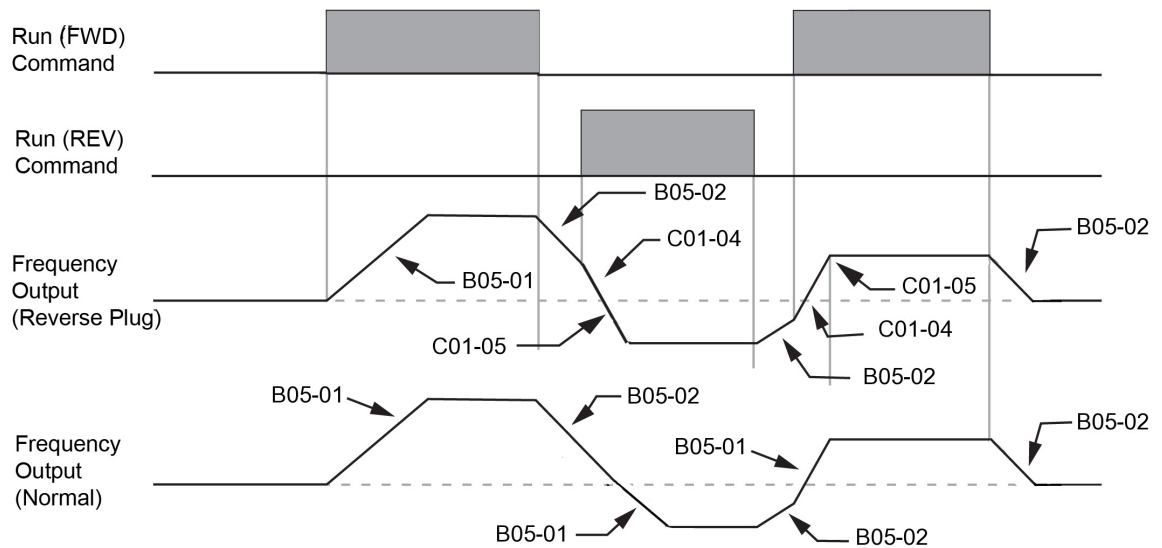 Run (FWD)
Command
Run (REV)
Command
B05-02
C01-04
B05-02
Frequency
Output
(Reverse Plug)
B05-01
C01-05
C01-05
C01-04
B05-02
B05-01
B05-02
B05-02
Frequency
Output
(Normal)
B05-01
B05-01
B05-02